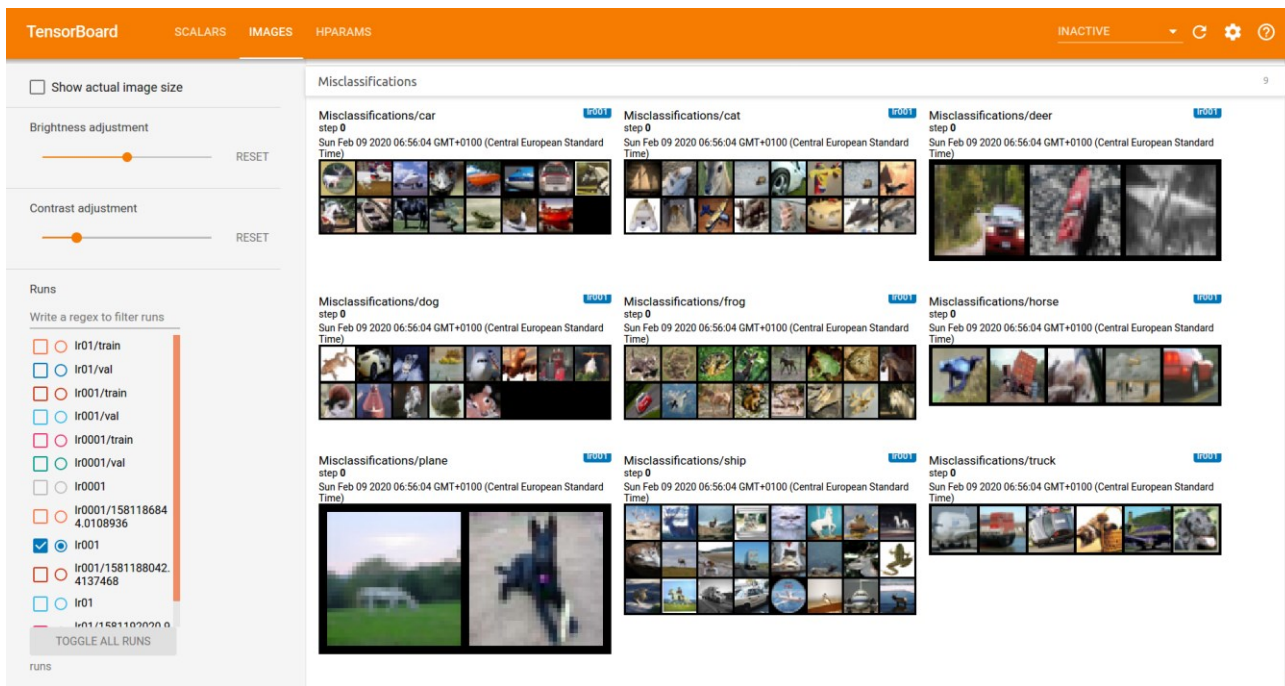 TensorBoard
SCALARS
IMAGES
HPARAMS
INACTIVE
Show actual image size
Brightness adjustment
RESET
Contrast adjustment
RESET
Runs
Write a regex to filter runs
lr01/train
lr01/val
lr001/train
lr001/val
lr0001/train
lr0001/val
lr0001
lr0001/158118684
4.0108936
lr001
lr001/1581188042.
4137468
lr01
lr01/1581192020.9
TOGGLE ALL RUNS
runs
Misclassifications
9
Misclassifications/car
lr001
step 0
Sun Feb 09 2020 06:56:04 GMT+0100 (Central European Standard
Time)
Misclassifications/cat
lr001
step 0
Sun Feb 09 2020 06:56:04 GMT+0100 (Central European Standard
Time)
Misclassifications/deer
lr001
step 0
Sun Feb 09 2020 06:56:04 GMT+0100 (Central European Standard
Time)
Misclassifications/dog
lr001
step 0
Sun Feb 09 2020 06:56:04 GMT+0100 (Central European Standard
Time)
Misclassifications/frog
lr001
step 0
Sun Feb 09 2020 06:56:04 GMT+0100 (Central European Standard
Time)
Misclassifications/horse
lr001
step 0
Sun Feb 09 2020 06:56:04 GMT+0100 (Central European Standard
Time)
Misclassifications/plane
lr001
step 0
Sun Feb 09 2020 06:56:04 GMT+0100 (Central European Standard
Time)
Misclassifications/ship
lr001
step 0
Sun Feb 09 2020 06:56:04 GMT+0100 (Central European Standard
Time)
Misclassifications/truck
lr001
step 0
Sun Feb 09 2020 06:56:04 GMT+0100 (Central European Standard
Time)